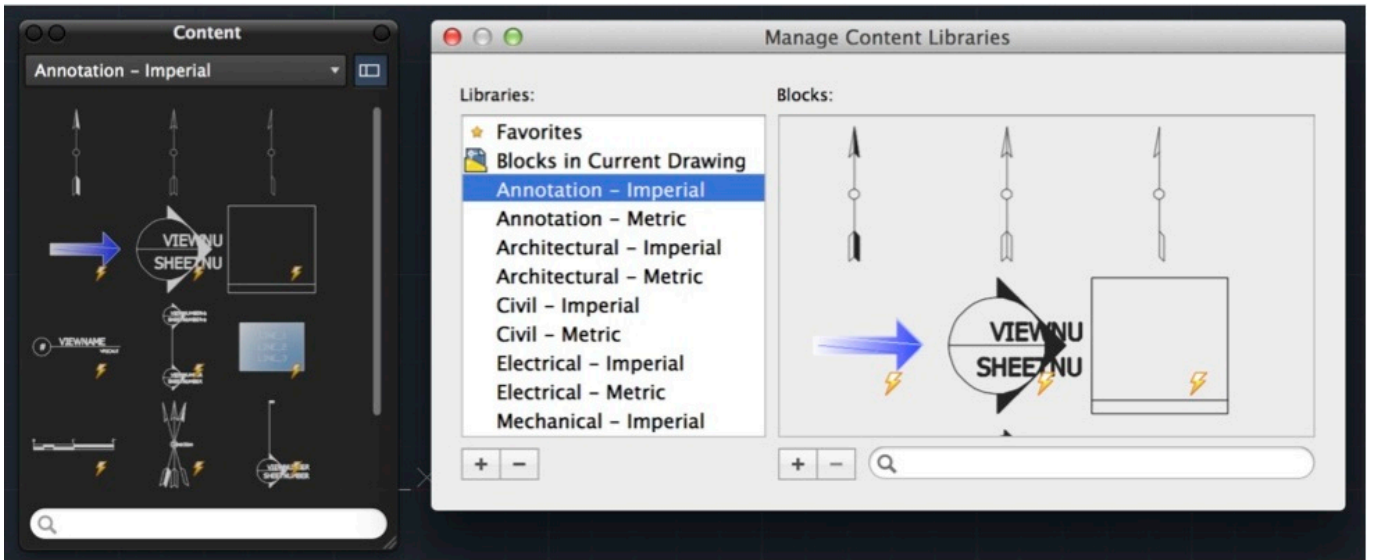 Content
Annotation – Imperial
VIEWNU
SHEETNU
VIEWNAME
Manage Content Libraries
Libraries:
Favorites
Blocks in Current Drawing
Annotation – Imperial
Annotation – Metric
Architectural – Imperial
Architectural – Metric
Civil – Imperial
Civil – Metric
Electrical – Imperial
Electrical – Metric
Mechanical – Imperial
Blocks:
VIEWNU
SHEETNU